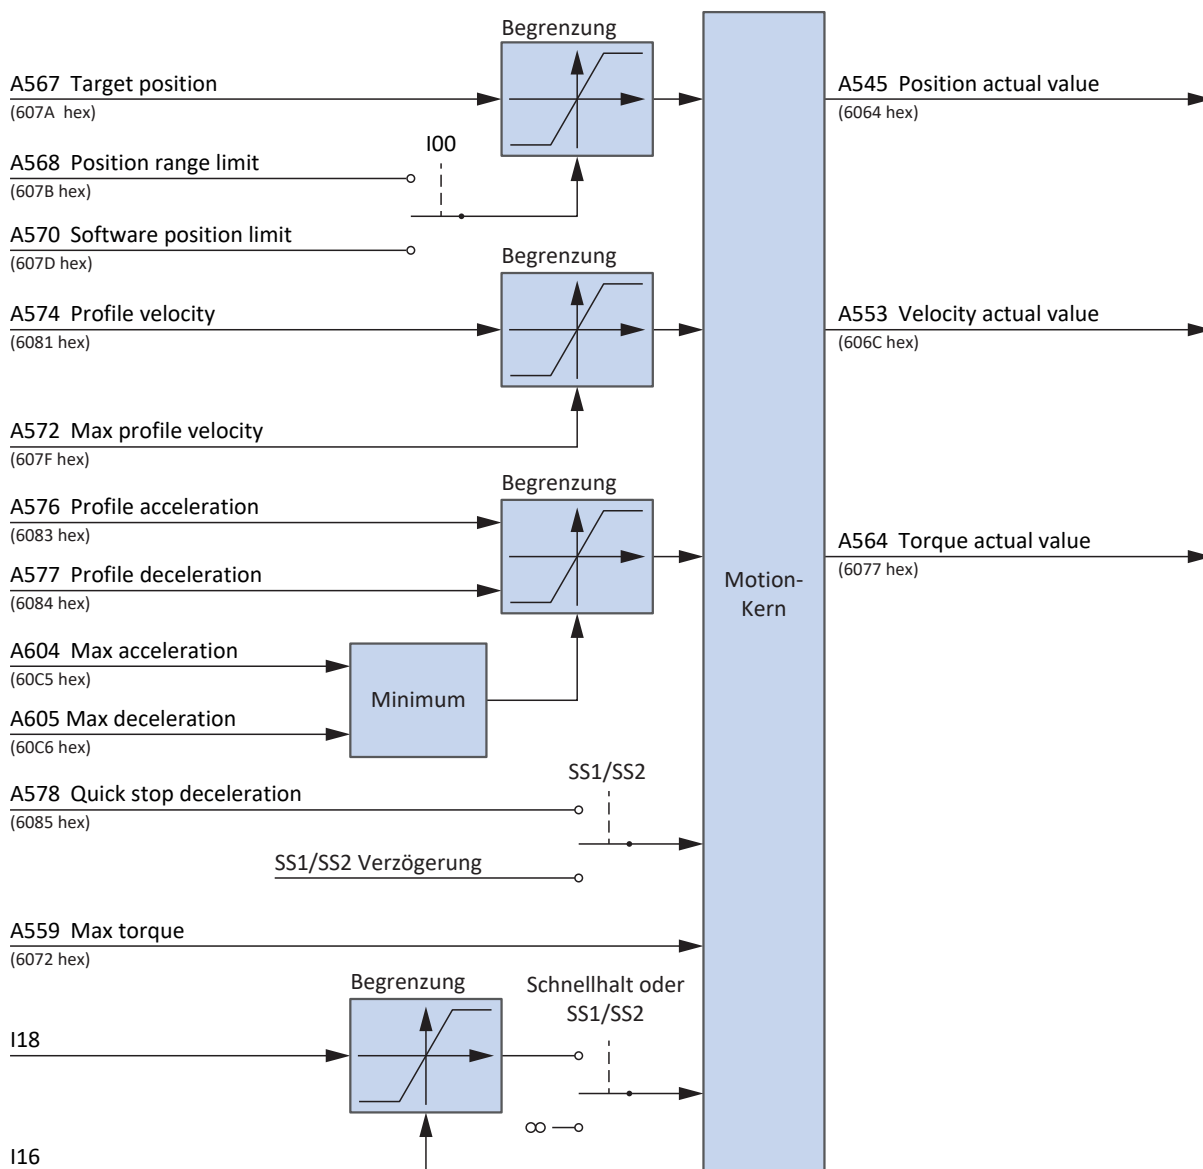 Begrenzung
A567 Target position
(607A hex)
A545 Position actual value
(6064 hex)
I00
A568 Position range limit
(607B hex)
A570 Software position limit
(607D hex)
Begrenzung
A574 Profile velocity
(6081 hex)
A553 Velocity actual value
(606C hex)
A572 Max profile velocity
(607F hex)
Begrenzung
A576 Profile acceleration
(6083 hex)
A577 Profile deceleration
(6084 hex)
A564 Torque actual value
(6077 hex)
Motion-
Kern
A604 Max acceleration
(60C5 hex)
Minimum
A605 Max deceleration
(60C6 hex)
SS1/SS2
A578 Quick stop deceleration
(6085 hex)
SS1/SS2 Verzögerung
A559 Max torque
(6072 hex)
Begrenzung
Schnellhalt oder
SS1/SS2
I18
∞
I16